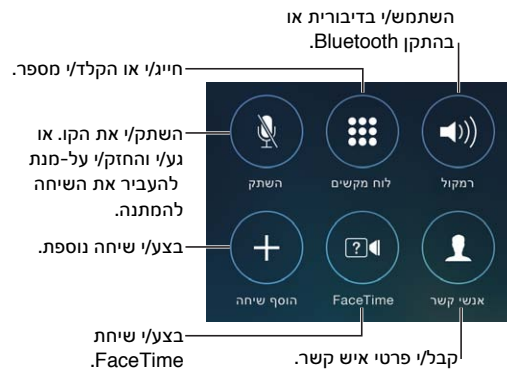 השתמש/י בדיבורית או
בהתקן Bluetooth.
חייג/י או הקלד/י מספר.
השתק/י את הקו. או
גע/י והחזק/י על-מנת
להעביר את השיחה
להמתנה.
רמקול
לוח מקשים
השתק
בצע/י שיחה נוספת.
אנשי קשר
FaceTime
הוסף שיחה
בצע/י שיחת
FaceTime.
קבל/י פרטי איש קשר.